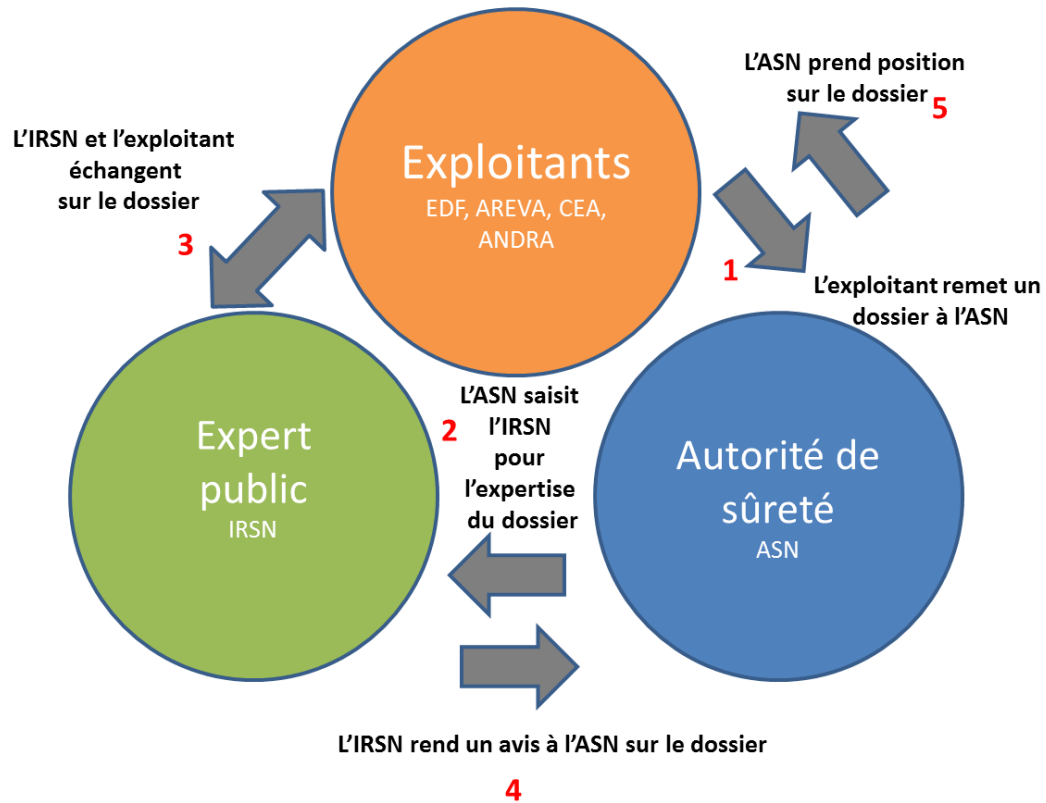 L'ASN prend position
sur le dossier
5
L'IRSN et l'exploitant
échangent
sur le dossier
3
Exploitants
EDF, AREVA, CEA,
ANDRA
1
L'exploitant remet un
dossier à l'ASN
2
L'ASN saisit
l'IRSN
pour
l'expertise
du dossier
Expert
public
IRSN
Autorité de
sûreté
ASN
L'IRSN rend un avis à l'ASN sur le dossier
4